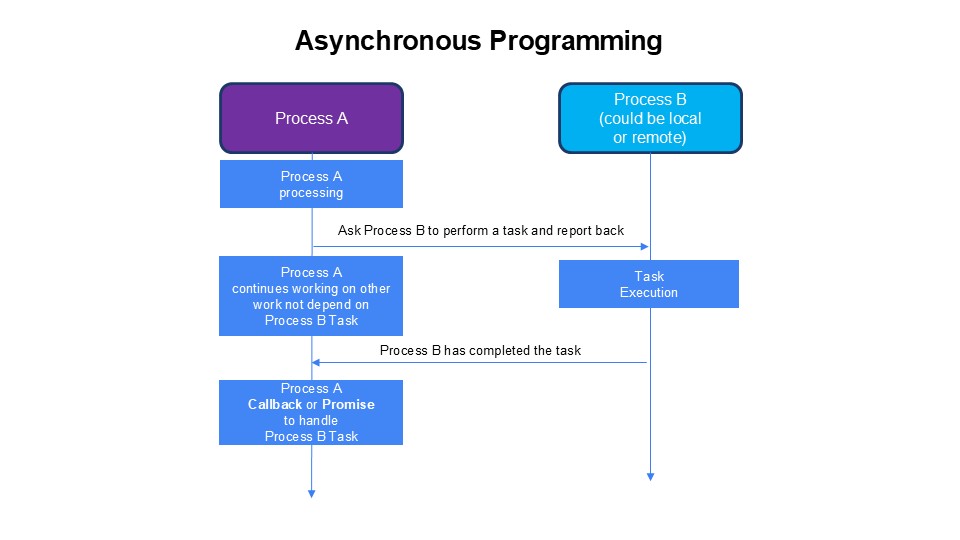 Asynchronous Programming
Process A
Process B
(could be local
or remote)
Process A
processing
Ask Process B to perform a task and report back
Process A
continues working on other
work not depend on
Process B Task
Task
Execution
Process B has completed the task
Process A
Callback or Promise
to handle
Process B Task